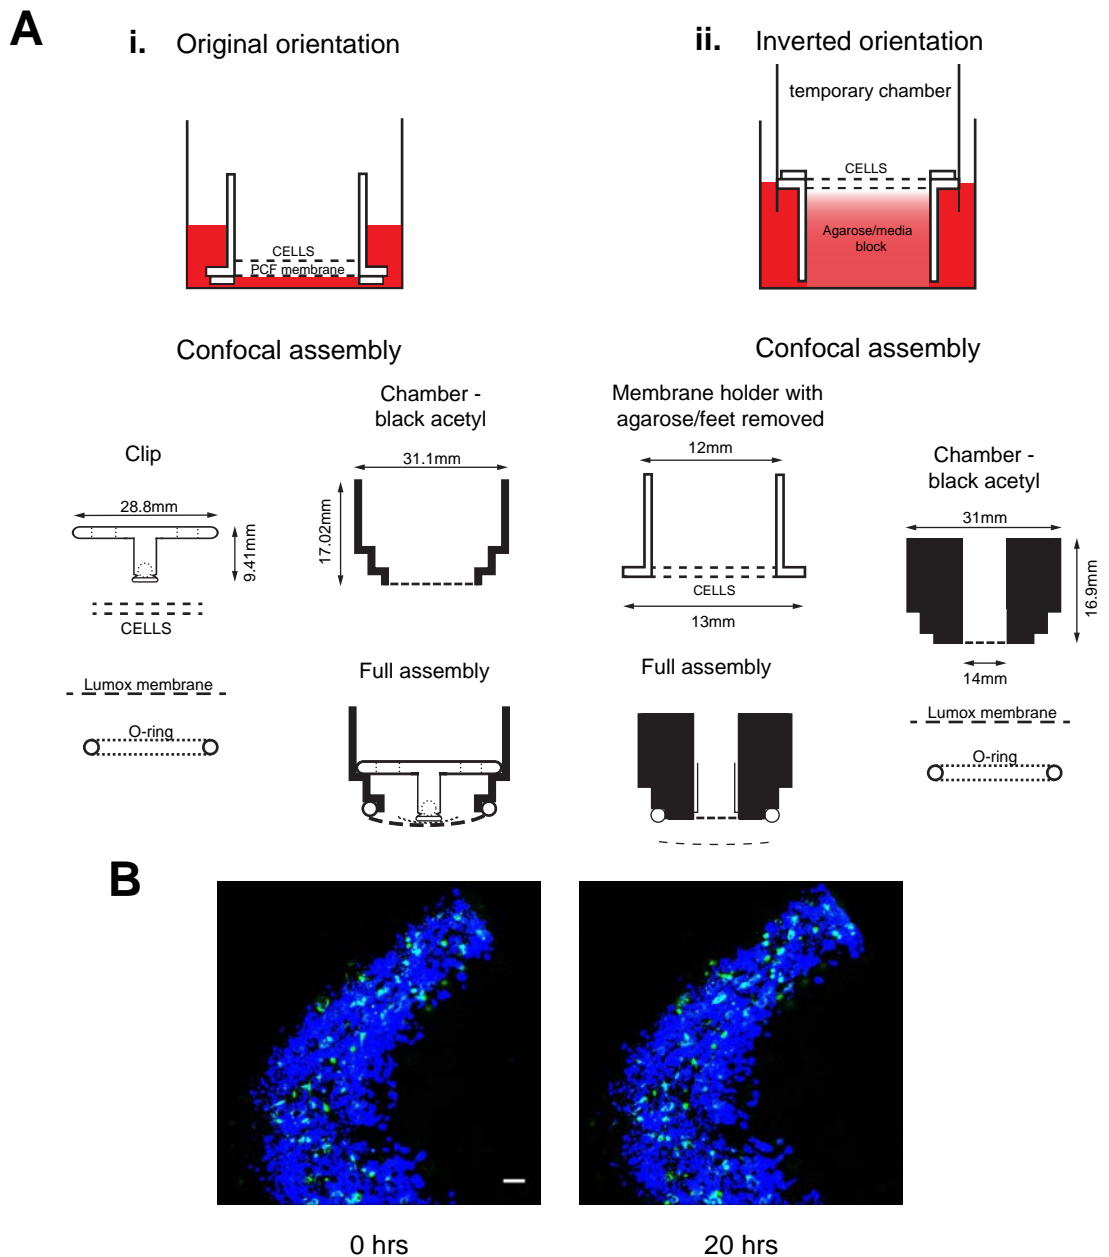 A
i. Original orientation
CELLS
PCF membrane
Confocal assembly
Clip
28.8mm
9.41mm
CELLS
Lumox membrane
O-ring
Chamber -
black acetyl
31.1mm
17.02mm
Full assembly
ii. Inverted orientation
temporary chamber
CELLS
Agarose/media
block
Confocal assembly
Membrane holder with
agarose/feet removed
12mm
CELLS
13mm
Full assembly
Chamber -
black acetyl
31mm
16.9mm
14mm
Lumox membrane
O-ring
B
0 hrs
20 hrs